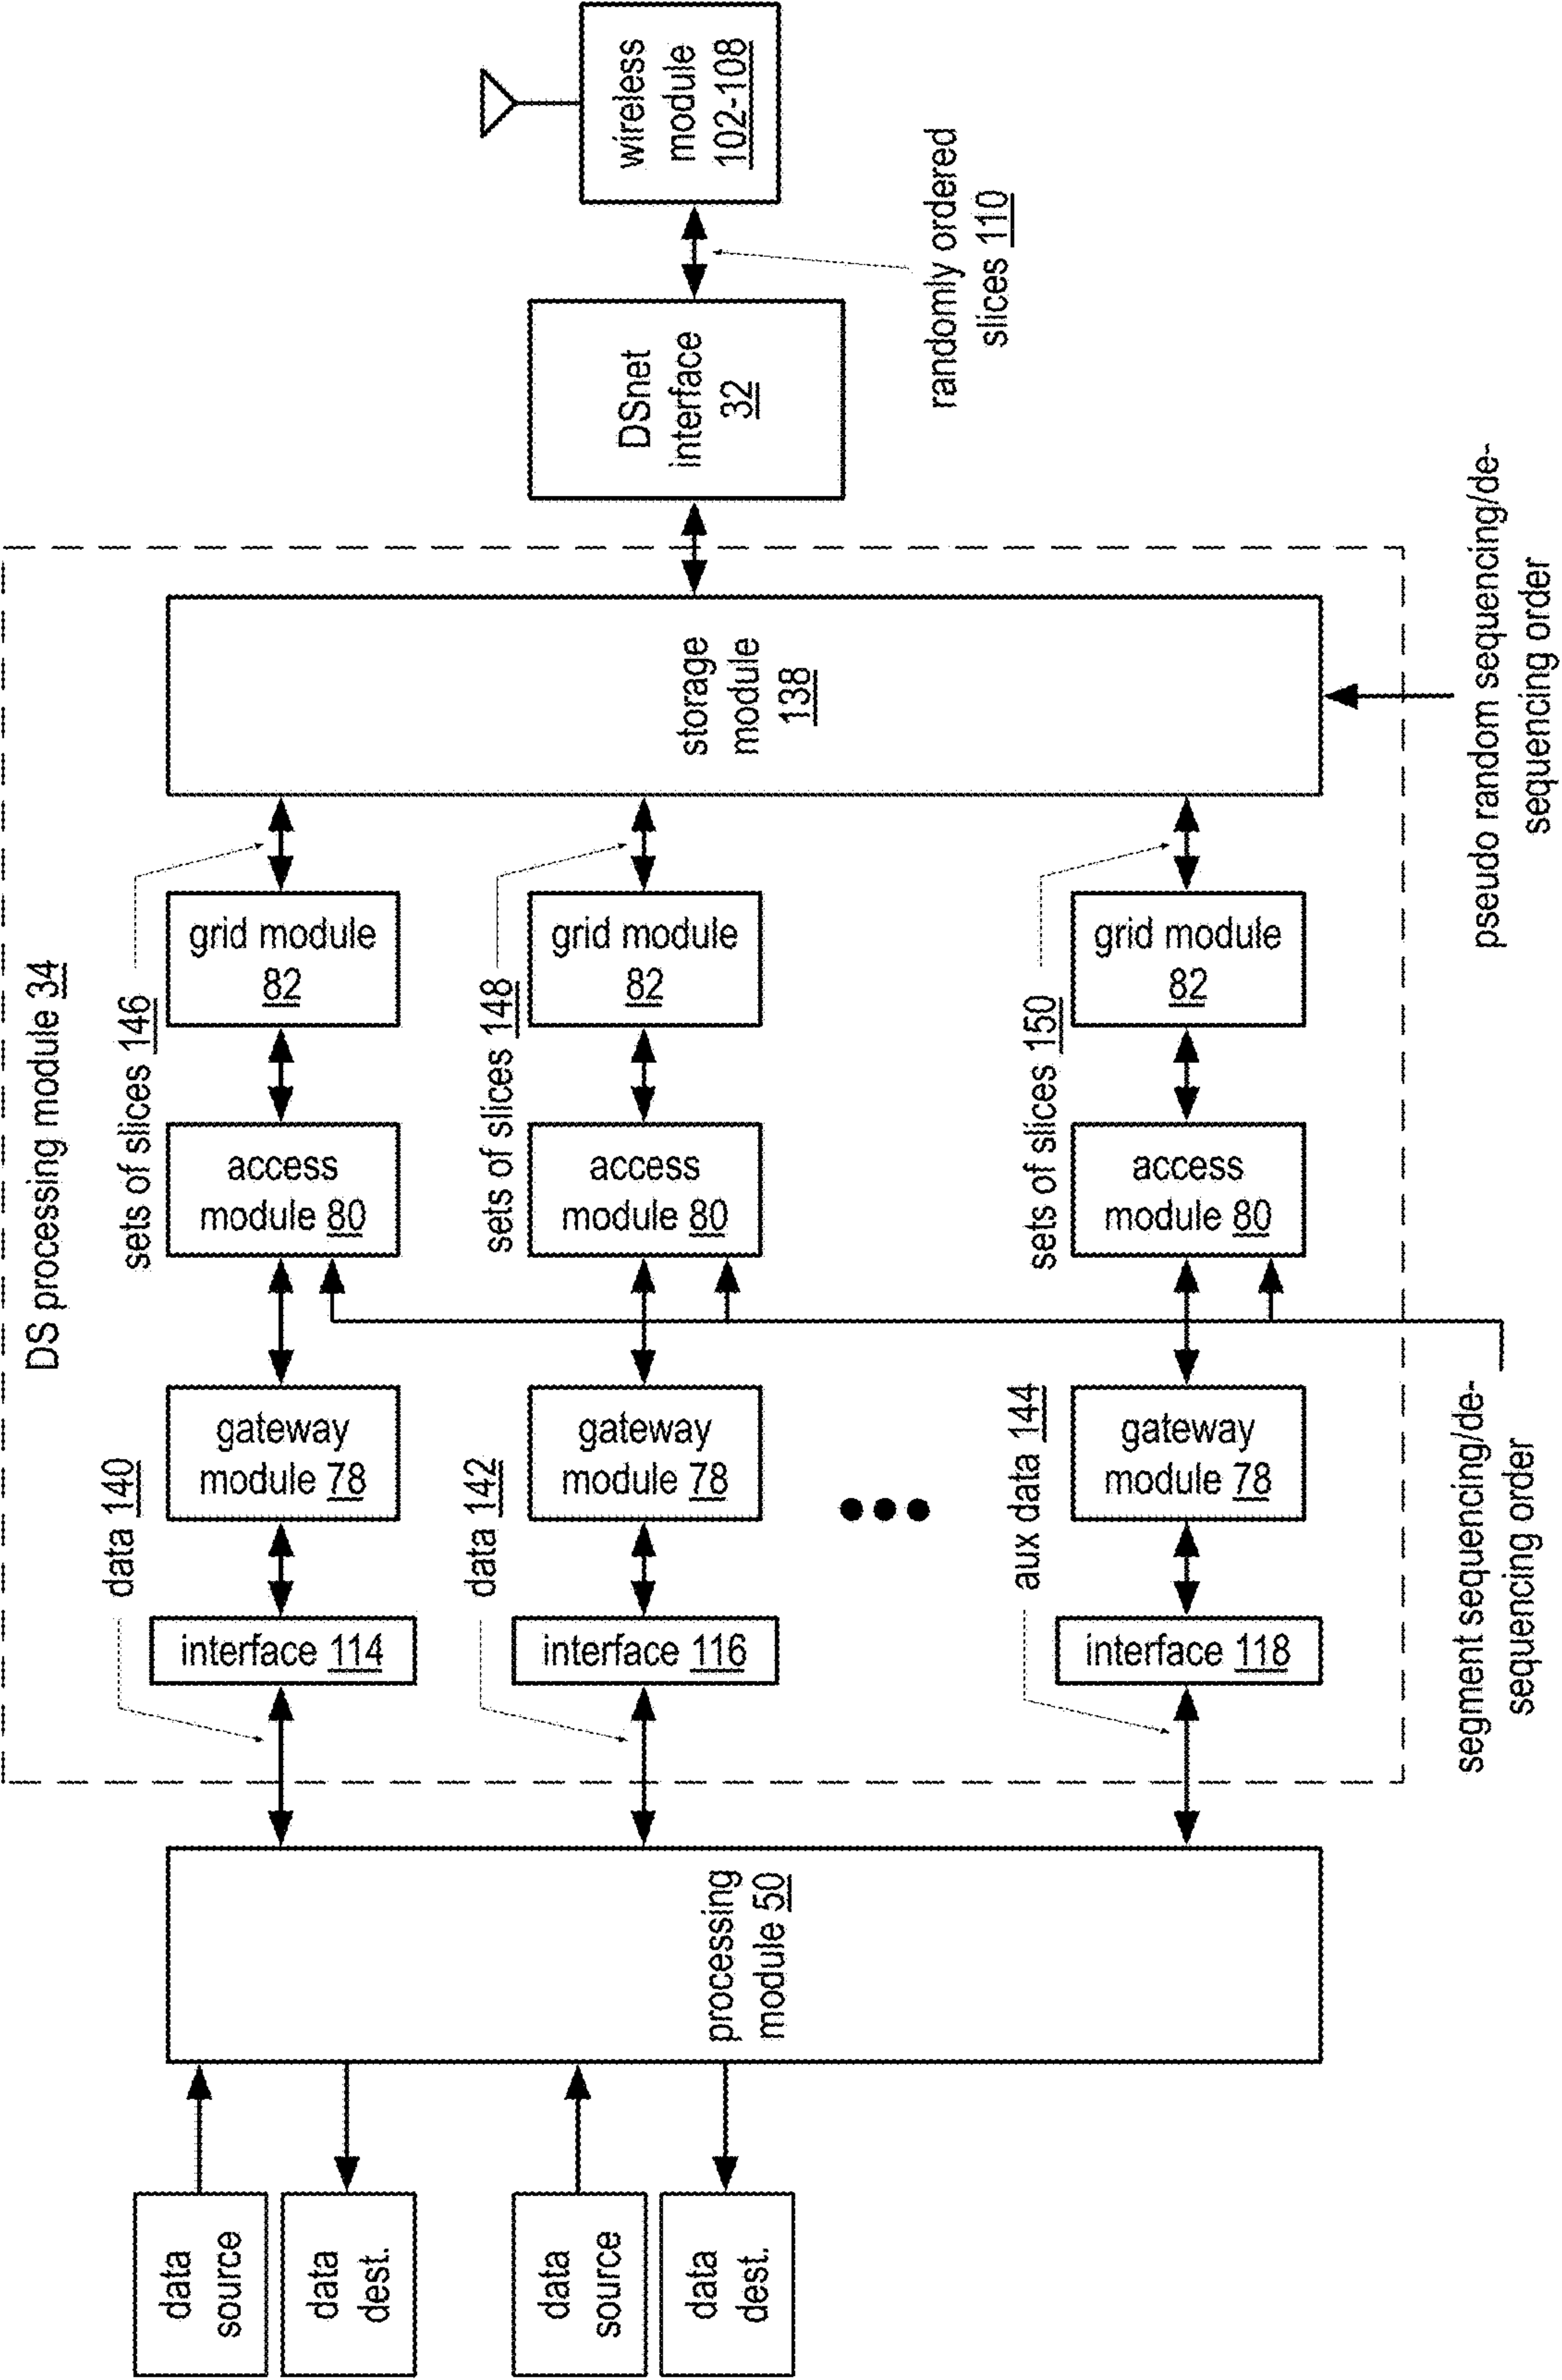 DS processing module 34
data
source
data
dest.
data
source
data
dest.
processing
module 50
data 140
interface 114
gateway
module 78
access
module 80
sets of slices 146
grid module
82
data 142
interface 116
gateway
module 78
access
module 80
sets of slices 148
grid module
82
aux data 144
interface 118
gateway
module 78
access
module 80
sets of slices 150
grid module
82
storage
module
138
DSnet
interface
32
wireless
module
102-108
randomly ordered
slices 110
segment sequencing/de-
sequencing order
pseudo random sequencing/de-
sequencing order